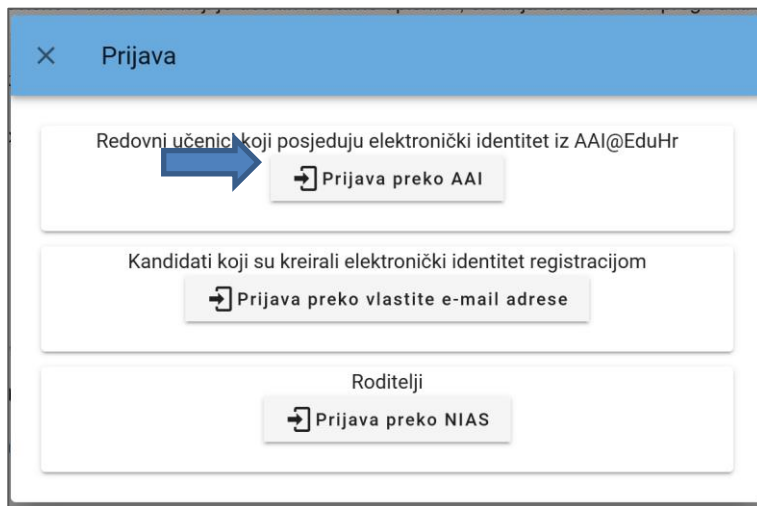 Prijava
Redovni učenici koji posjeduju elektronički identitet iz AAI@EduHr
Prijava preko AAI
Kandidati koji su kreirali elektronički identitet registracijom
Prijava preko vlastite e-mail adrese
Roditelji
Prijava preko NIAS